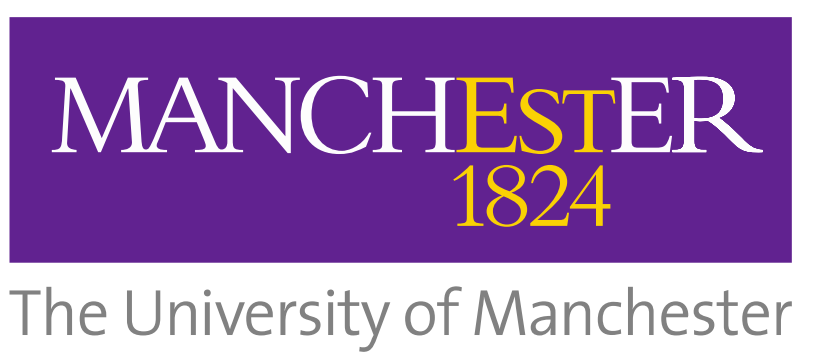 MANCHESTER
1824
The University of Manchester